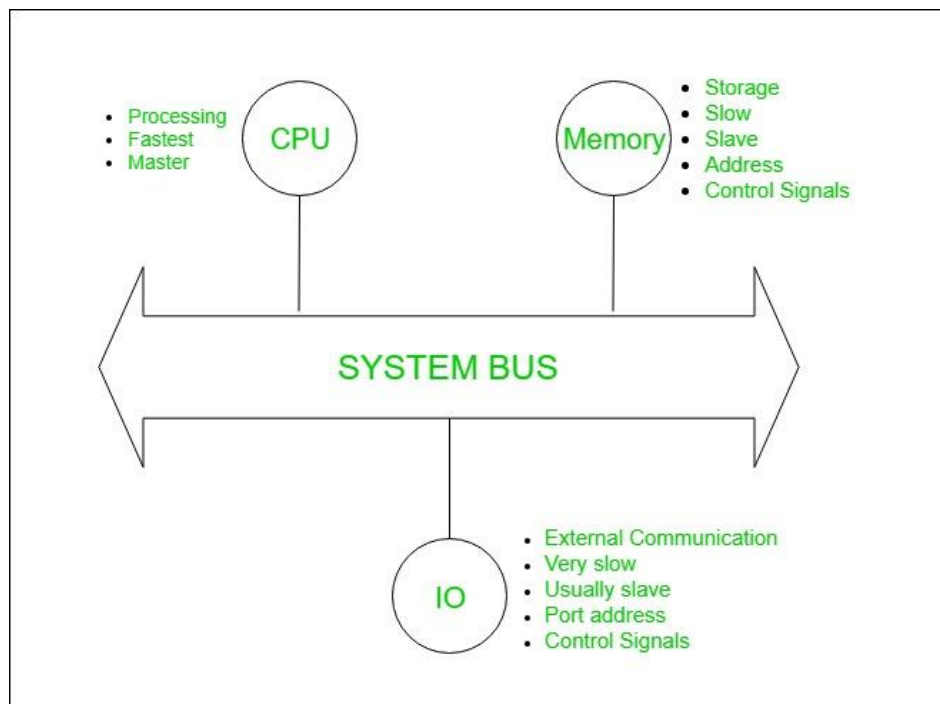 Processing
Fastest
Master
CPU
Memory
Storage
Slow
Slave
Address
Control Signals
SYSTEM BUS
IO
External Communication
Very slow
Usually slave
Port address
Control Signals